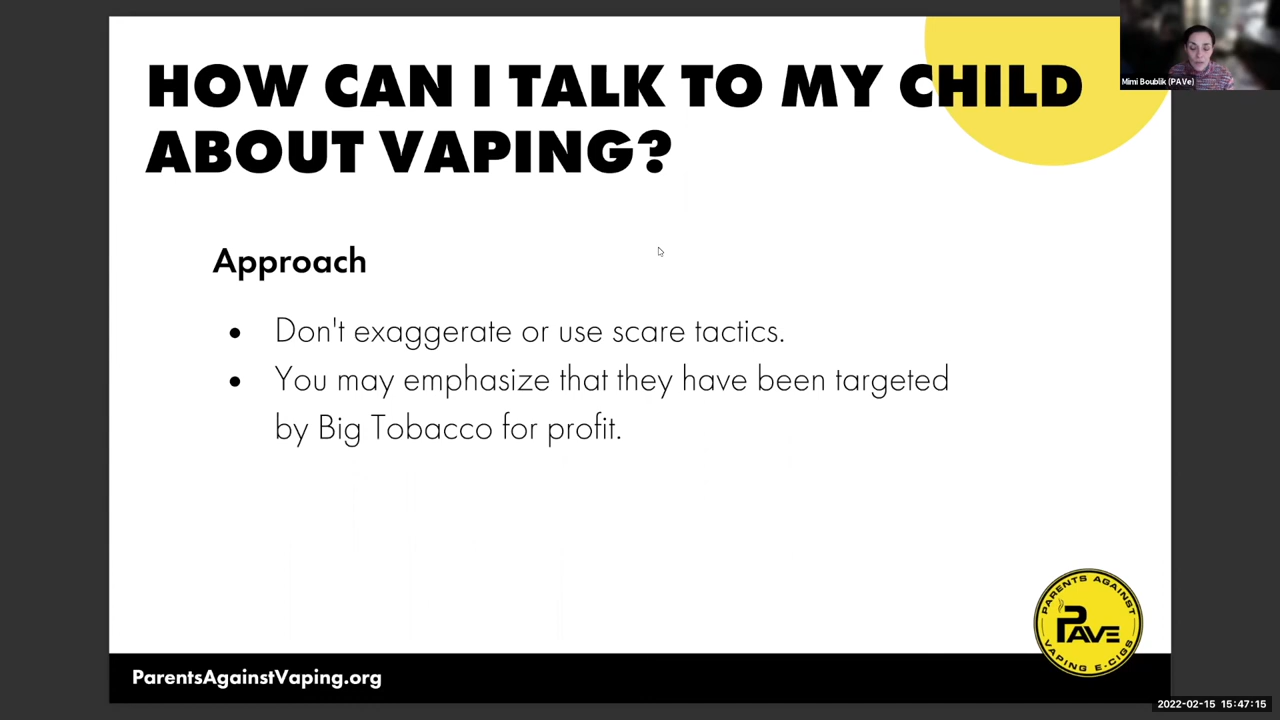 HOW CAN I TALK TO MY CHILD
ABOUT VAPING?
Mimi Boublik (PAVe)
Approach
• Don't exaggerate or use scare tactics.
• You may emphasize that they have been targeted
by Big Tobacco for profit.
PARENTS AGAINST
PAVE
VAPING E-CIGS
ParentsAgainstVaping.org
2022-02-15 15:47:15